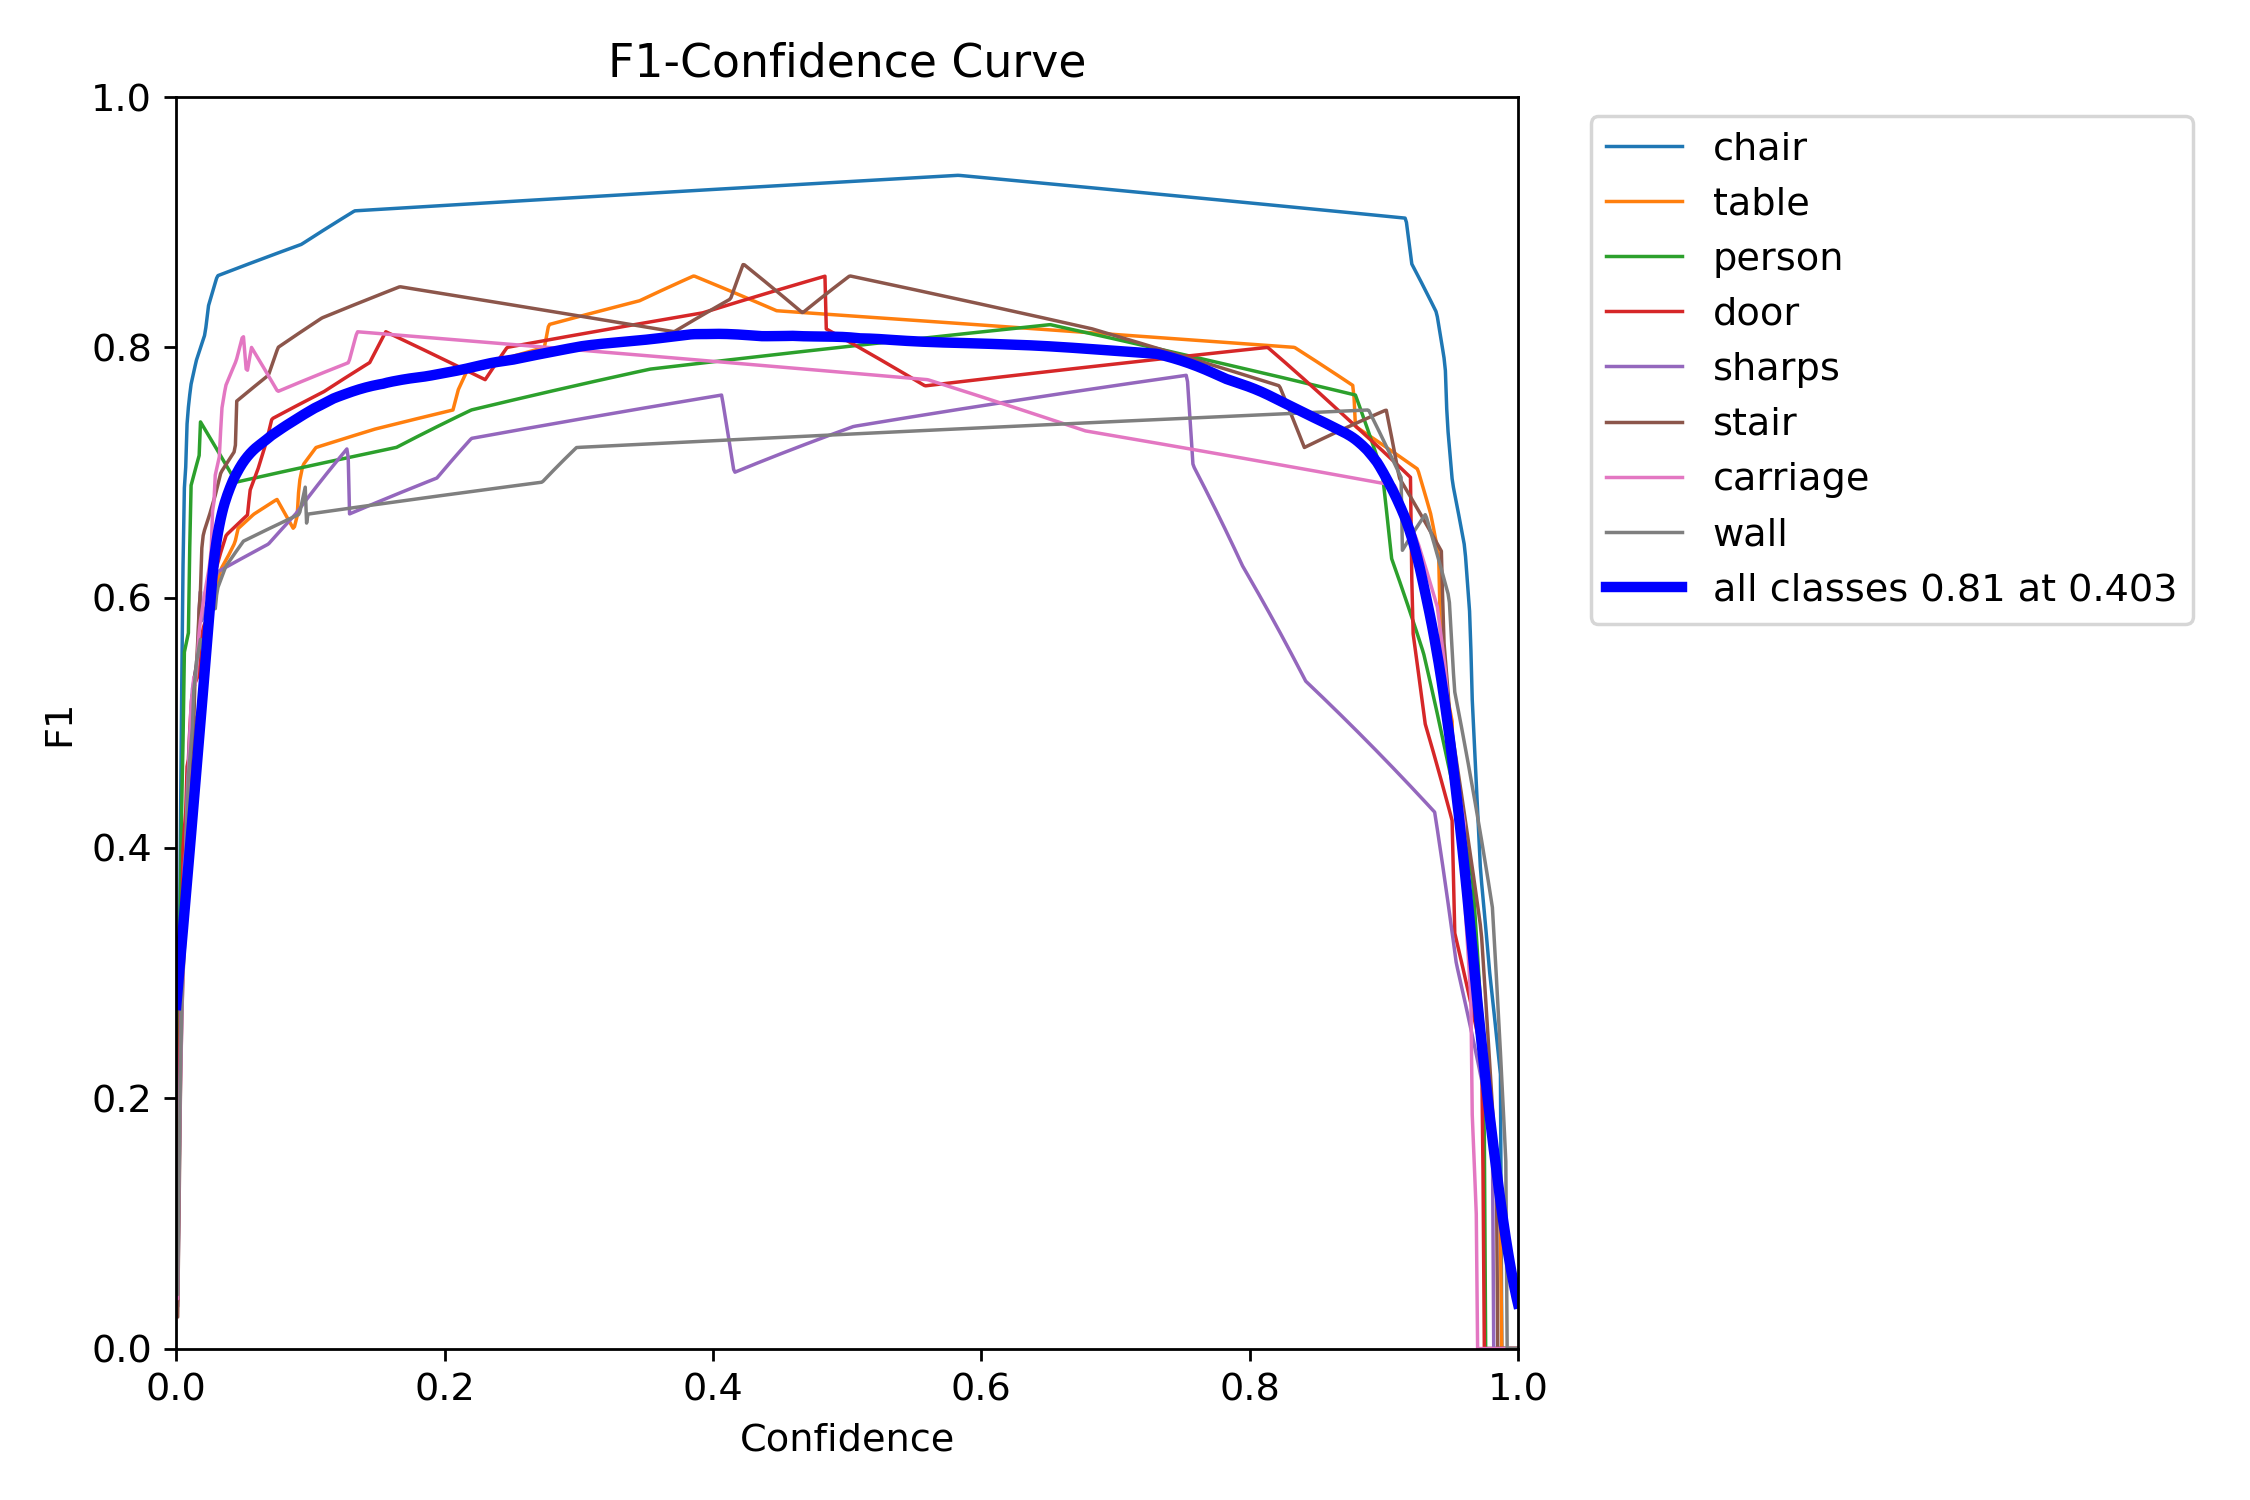 F1-Confidence Curve
1.0
0.8
0.6
0.4
0.2
0.0
F1
0.0 0.2 0.4 0.6 0.8 1.0
Confidence
chair
table
person
door
sharps
stair
carriage
wall
all classes 0.81 at 0.403